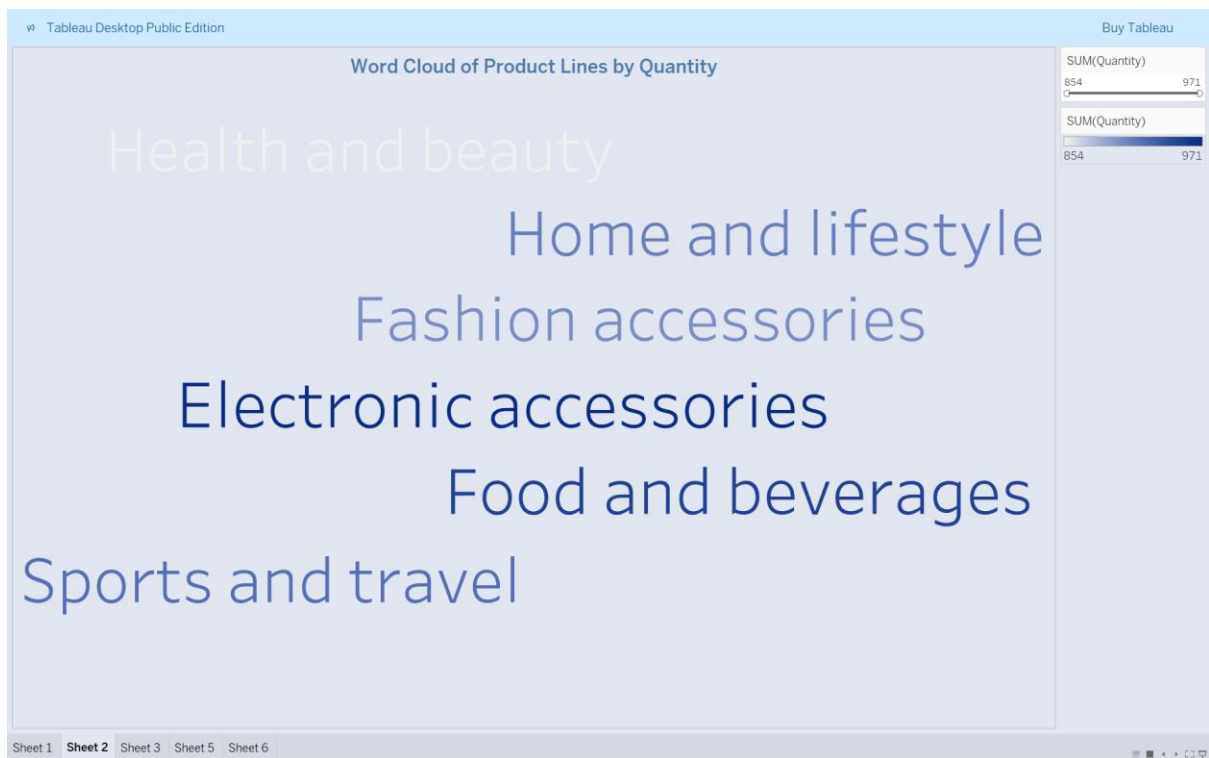 Tableau Desktop Public Edition
Buy Tableau
Word Cloud of Product Lines by Quantity
Health and beauty
Home and lifestyle
Fashion accessories
Electronic accessories
Food and beverages
Sports and travel
SUM(Quantity)
854 971
SUM(Quantity)
854 971
Sheet 1 Sheet 2 Sheet 3 Sheet 5 Sheet 6